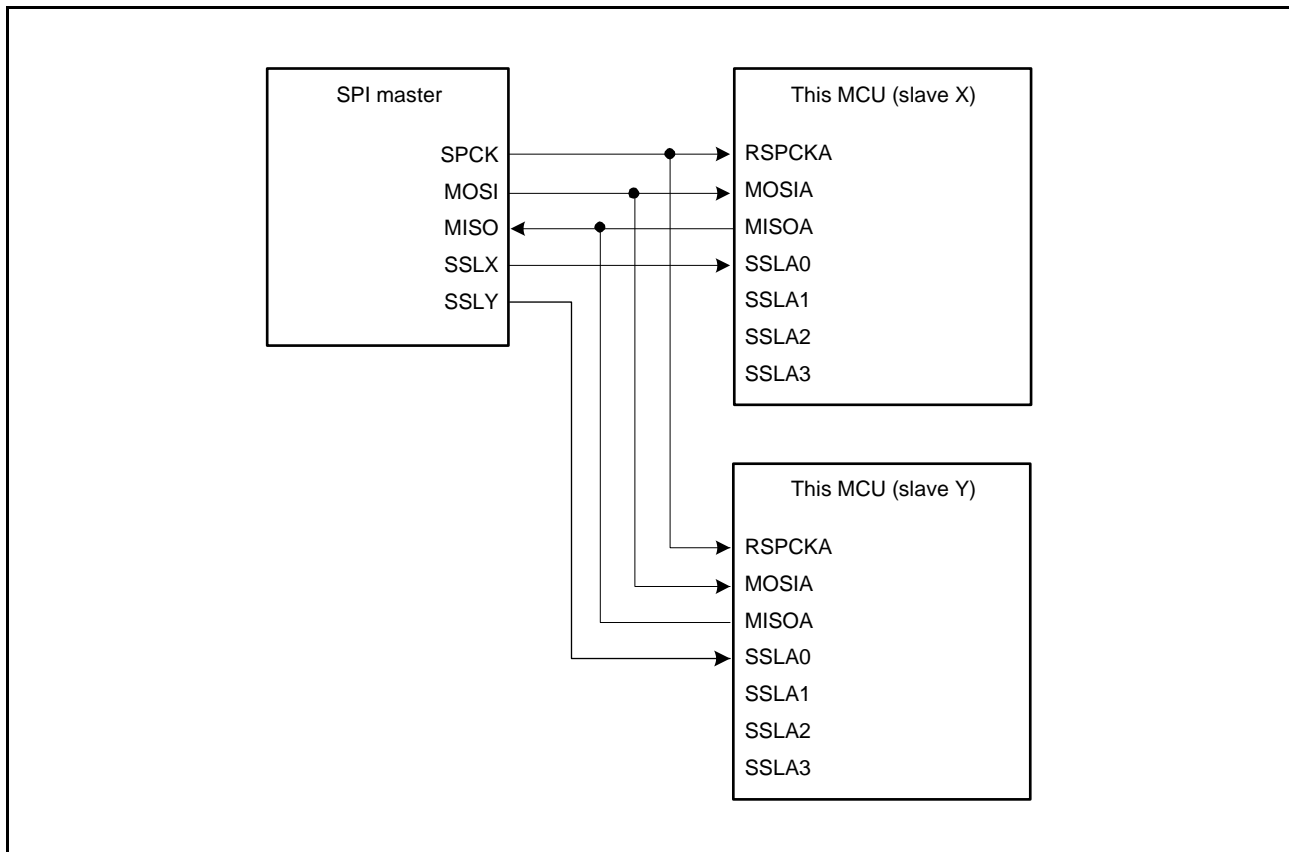 SPI master
SPCK
MOSI
MISO
SSLX
SSLY
This MCU (slave X)
RSPCKA
MOSIA
MISOA
SSLA0
SSLA1
SSLA2
SSLA3
This MCU (slave Y)
RSPCKA
MOSIA
MISOA
SSLA0
SSLA1
SSLA2
SSLA3